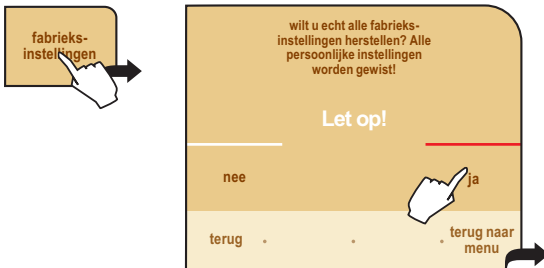 fabrieks-
instellingen
wilt u echt alle fabrieks-
instellingen herstellen? Alle
persoonlijke instellingen
worden gewist!
Let op!
nee
ja
terug
terug naar
menu